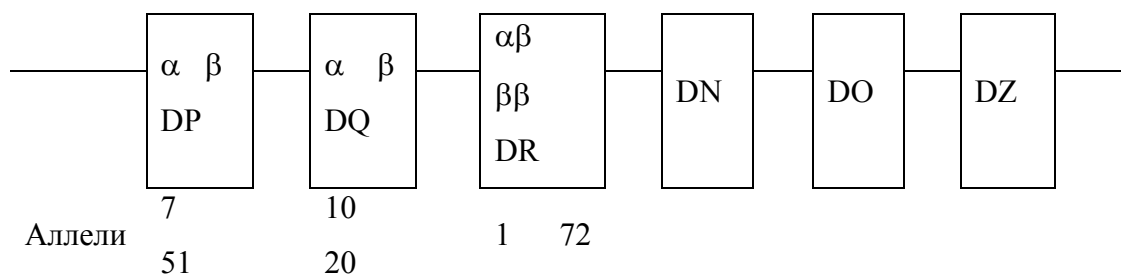 α β α β αβ
ββ
DP DQ DR DN DO DZ
7 10
Аллели 1 72
51 20